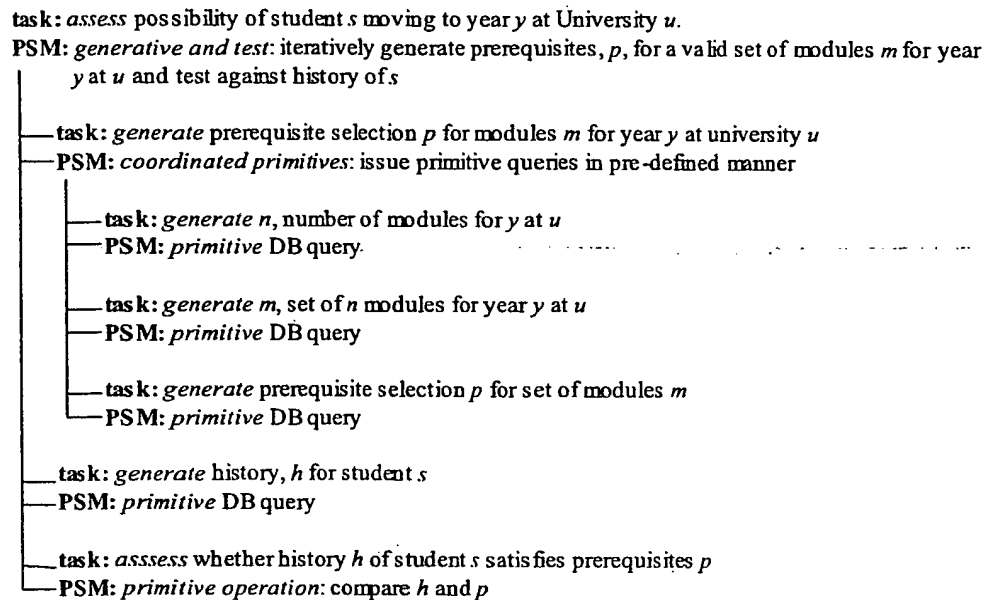 task: assess possibility of student s moving to year y at University u.
PSM: generative and test: iteratively generate prerequisites, p, for a valid set of modules m for year
y at u and test against history of s
task: generate prerequisite selection p for modules m for year y at university u
PSM: coordinated primitives: issue primitive queries in pre-defined manner
task: generate n, number of modules for y at u
PSM: primitive DB query.
task: generate m, set of n modules for year y at u
PSM: primitive DB query
task: generate prerequisite selection p for set of modules m
PSM: primitive DB query
task: generate history, h for student s
PSM: primitive DB query
task: asssess whether history h of student s satisfies prerequisites p
PSM: primitive operation: compare h and p